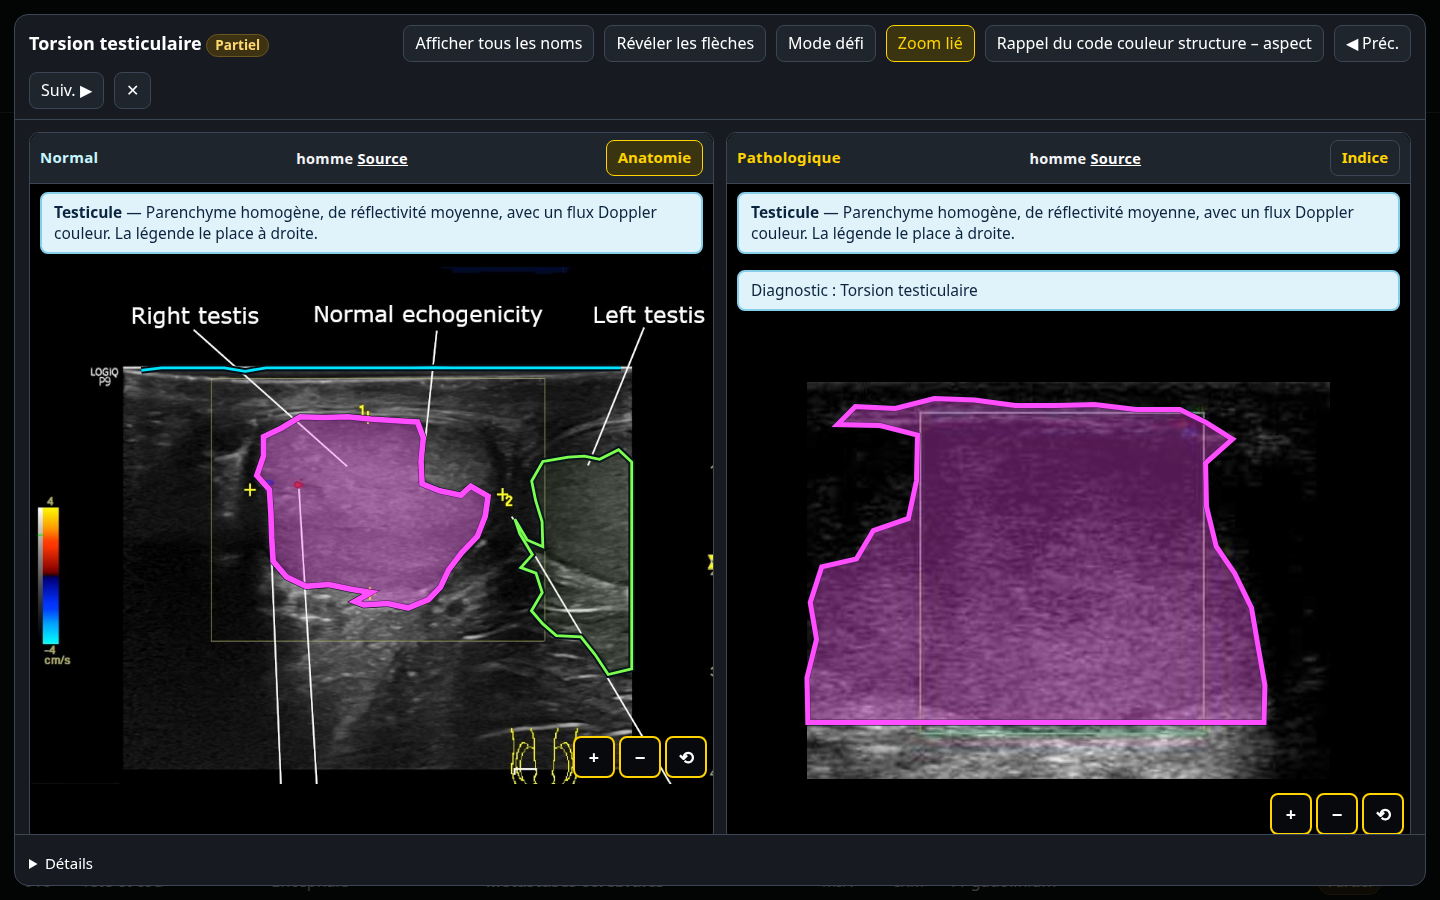 Torsion testiculaire Partiel
Afficher tous les noms
Révéler les flèches
Mode défi
Zoom lié
Rappel du code couleur structure – aspect
◀ Préc.
Suiv. ▶
✕
Normal
homme Source
Anatomie
Testicule — Parenchyme homogène, de réflectivité moyenne, avec un flux Doppler
couleur. La légende le place à droite.
Right testis
Normal echogenicity
Left testis
LOGIQ
P9
1
2
4
-4
cm/s
+
−
⟲
Pathologique
homme Source
Indice
Testicule — Parenchyme homogène, de réflectivité moyenne, avec un flux Doppler
couleur. La légende le place à droite.
Diagnostic : Torsion testiculaire
+
−
⟲
▶ Détails